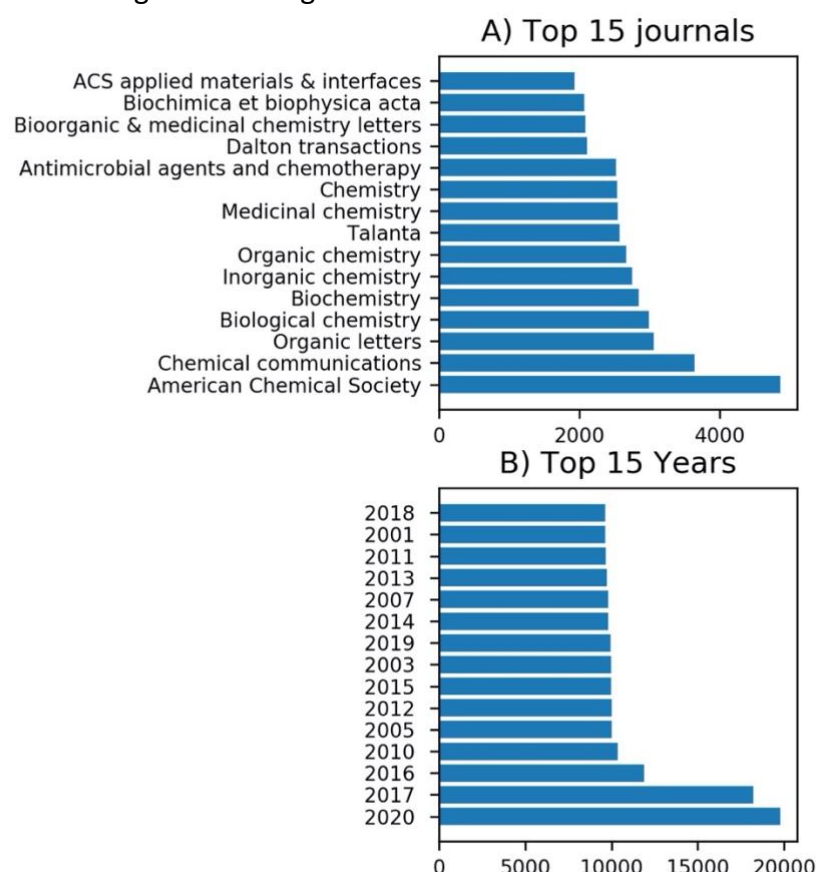 A) Top 15 journals
ACS applied materials & interfaces
Biochimica et biophysica acta
Bioorganic & medicinal chemistry letters
Dalton transactions
Antimicrobial agents and chemotherapy
Chemistry
Medicinal chemistry
Talanta
Organic chemistry
Inorganic chemistry
Biochemistry
Biological chemistry
Organic letters
Chemical communications
American Chemical Society
0 2000 4000
B) Top 15 Years
2018
2001
2011
2013
2007
2014
2019
2003
2015
2012
2005
2010
2016
2017
2020
0 5000 10000 15000 20000